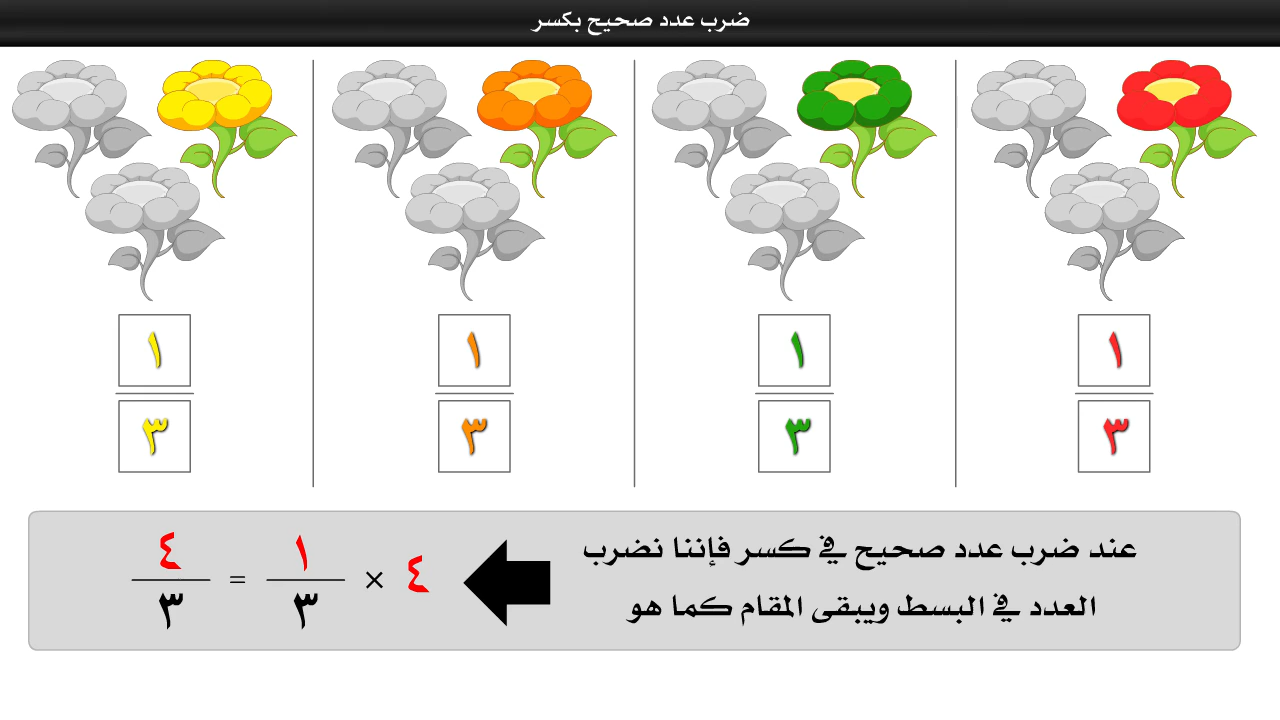 ضرب عدد صحيح بكسر
١ ١ ١ ١
٣ ٣ ٣ ٣
عند ضرب عدد صحيح في كسر فإننا نضرب
العدد في البسط ويبقى المقام كما هو
٤ × ١/٣ = ٤/٣